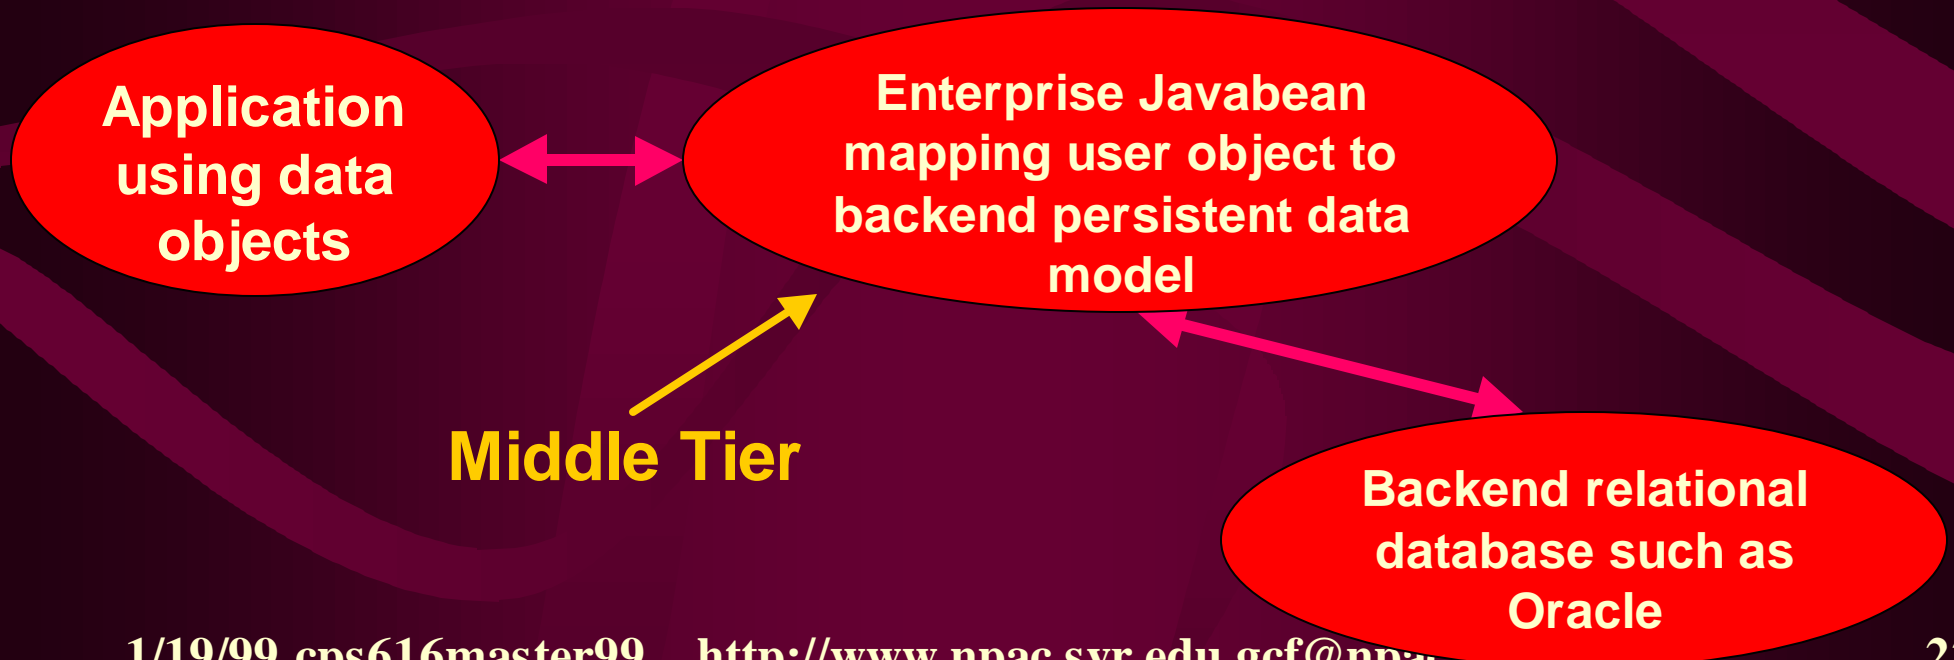 Application
using data
objects
Enterprise Javabean
mapping user object to
backend persistent data
model
Middle Tier
Backend relational
database such as
Oracle
1/19/99 cps616master99 http://www.npac.syr.edu gcf@npac